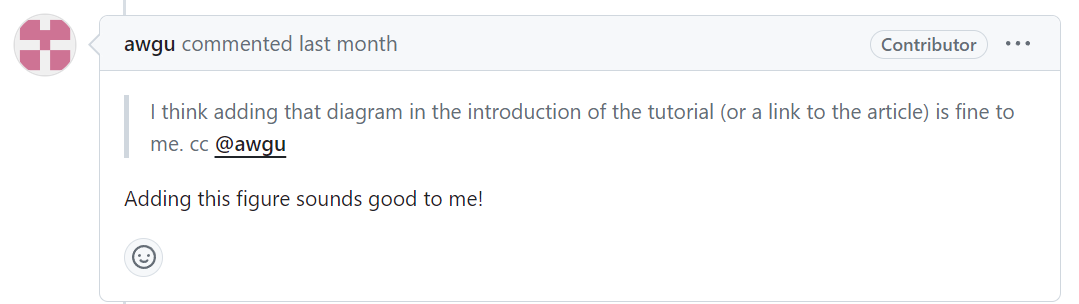 awgu commented last month
Contributor
I think adding that diagram in the introduction of the tutorial (or a link to the article) is fine to
me. cc @awgu
Adding this figure sounds good to me!